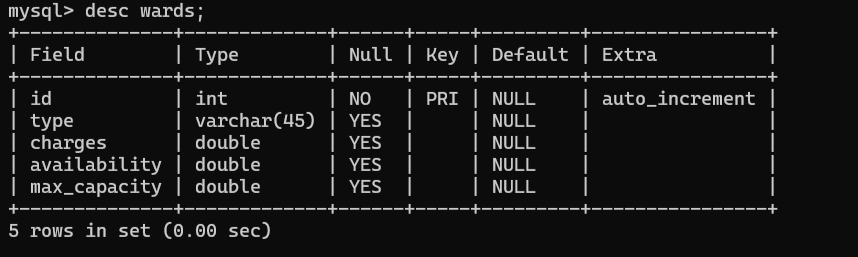 mysql> desc wards;
+--------------+-------------+------+-----+---------+----------------+
| Field        | Type        | Null | Key | Default | Extra          |
+--------------+-------------+------+-----+---------+----------------+
| id           | int         | NO   | PRI | NULL    | auto_increment |
| type         | varchar(45) | YES  |     | NULL    |                |
| charges      | double      | YES  |     | NULL    |                |
| availability | double      | YES  |     | NULL    |                |
| max_capacity | double      | YES  |     | NULL    |                |
+--------------+-------------+------+-----+---------+----------------+
5 rows in set (0.00 sec)